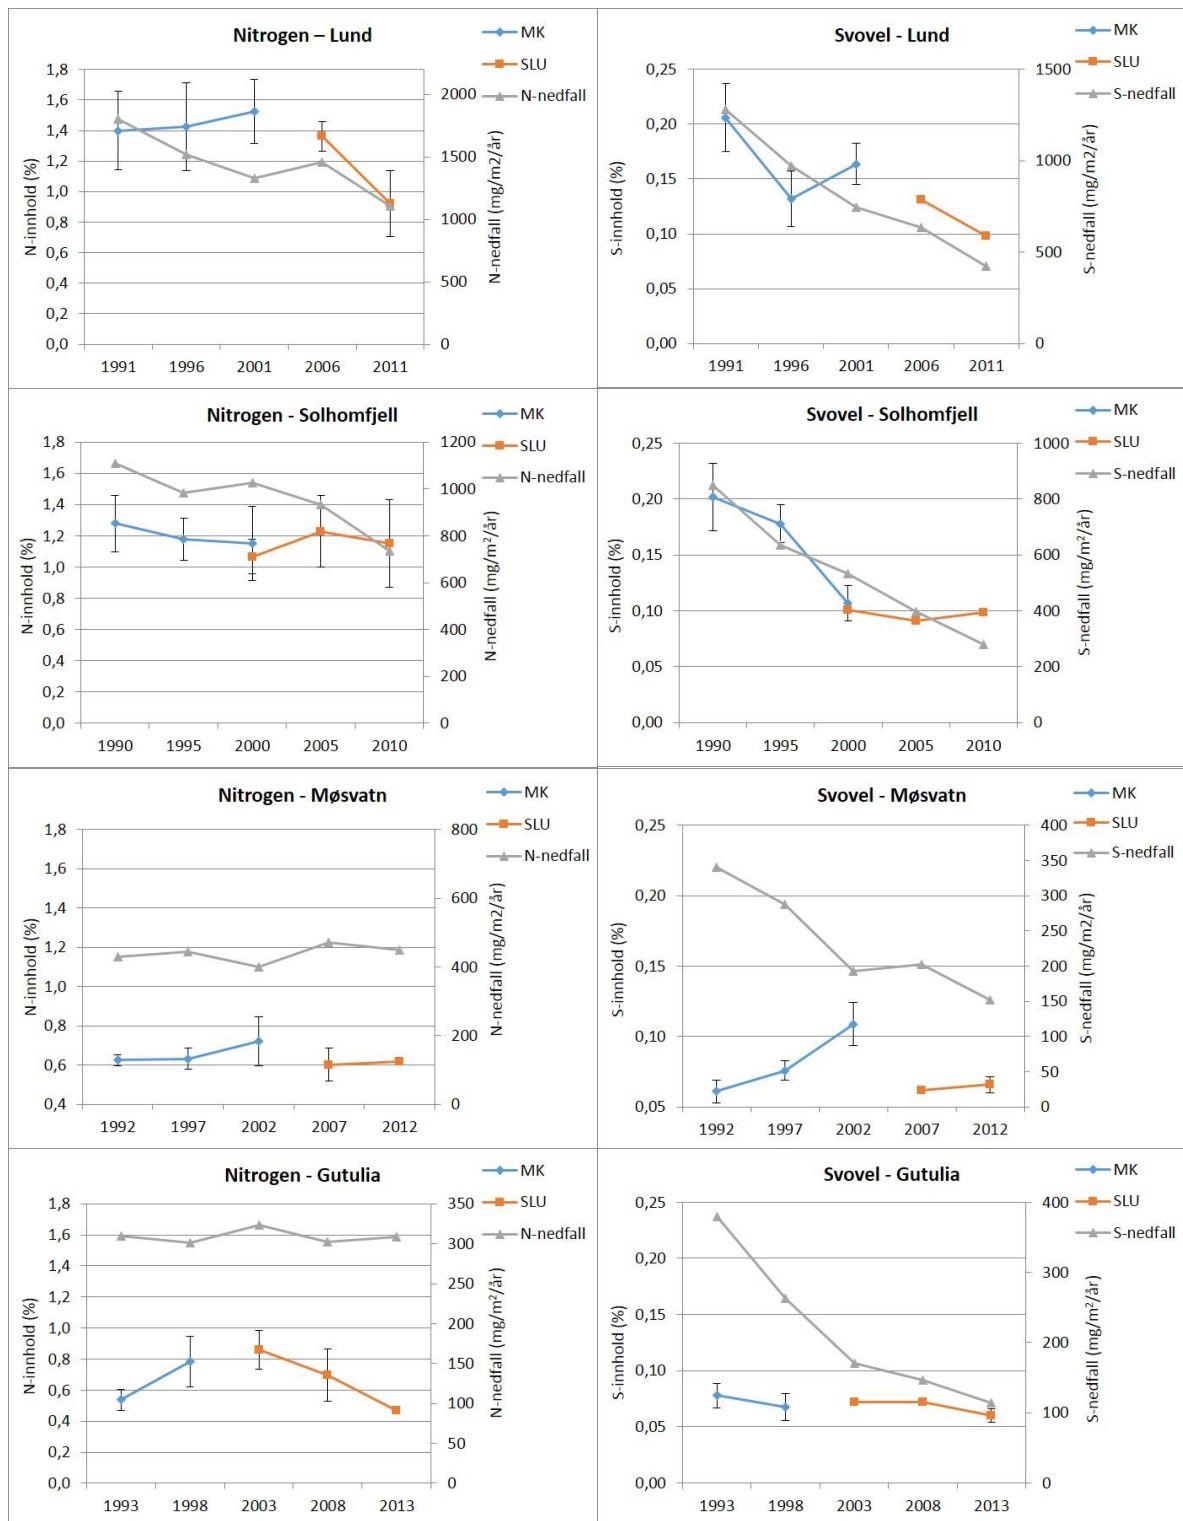 Nitrogen – Lund
MK
SLU
N-nedfall
N-innhold (%)
1,8
1,6
1,4
1,2
1,0
0,8
0,6
0,4
0,2
0,0
2000
1500
1000
500
0
N-nedfall (mg/m2/år)
1991 1996 2001 2006 2011
Svovel - Lund
MK
SLU
S-nedfall
S-innhold (%)
0,25
0,20
0,15
0,10
0,05
0,00
1500
1000
500
0
S-nedfall (mg/m2/år)
1991 1996 2001 2006 2011
Nitrogen - Solhomfjell
MK
SLU
N-nedfall
N-innhold (%)
1,8
1,6
1,4
1,2
1,0
0,8
0,6
0,4
0,2
0,0
1200
1000
800
600
400
200
0
N-nedfall (mg/m²/år)
1990 1995 2000 2005 2010
Svovel - Solhomfjell
MK
SLU
S-nedfall
S-innhold (%)
0,25
0,20
0,15
0,10
0,05
0,00
1000
800
600
400
200
0
S-nedfall (mg/m²/år)
1990 1995 2000 2005 2010
Nitrogen - Møsvatn
MK
SLU
N-nedfall
N-innhold (%)
1,8
1,6
1,4
1,2
1,0
0,8
0,6
0,4
800
600
400
200
0
N-nedfall (mg/m2/år)
1992 1997 2002 2007 2012
Svovel - Møsvatn
MK
SLU
S-nedfall
S-innhold (%)
0,25
0,20
0,15
0,10
0,05
400
350
300
250
200
150
100
50
0
S-nedfall (mg/m2/år)
1992 1997 2002 2007 2012
Nitrogen - Gutulia
MK
SLU
N-nedfall
N-innhold (%)
1,8
1,6
1,4
1,2
1,0
0,8
0,6
0,4
0,2
0,0
350
300
250
200
150
100
50
0
N-nedfall (mg/m²/år)
1993 1998 2003 2008 2013
Svovel - Gutulia
MK
SLU
S-nedfall
S-innhold (%)
0,25
0,20
0,15
0,10
0,05
0,00
400
300
200
100
0
S-nedfall (mg/m²/år)
1993 1998 2003 2008 2013